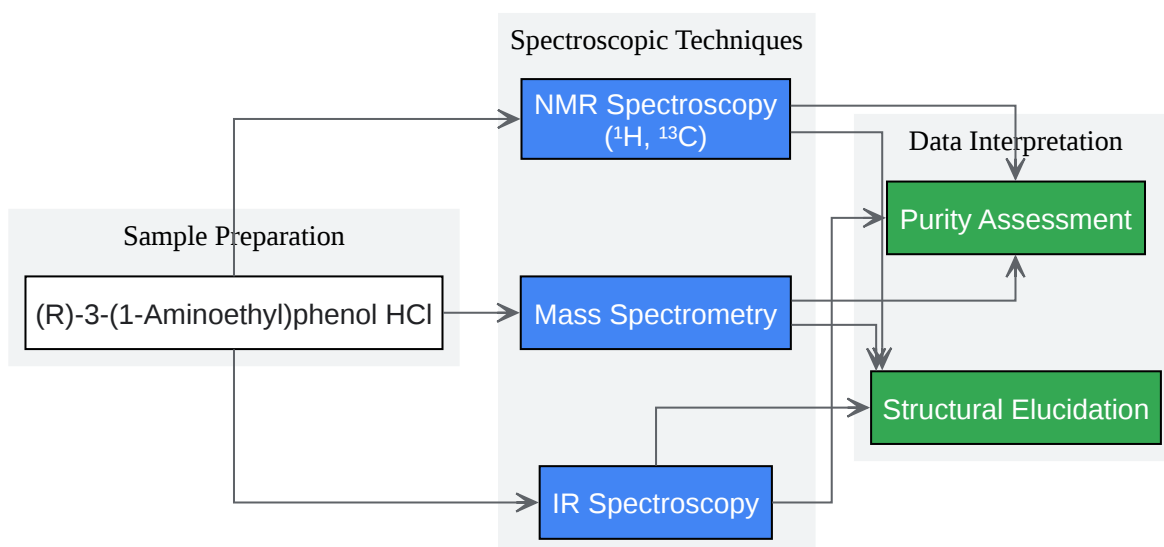 Spectroscopic Techniques
NMR Spectroscopy
(¹H, ¹³C)
Data Interpretation
Purity Assessment
Sample Preparation
(R)-3-(1-Aminoethyl)phenol HCl
Mass Spectrometry
Structural Elucidation
IR Spectroscopy